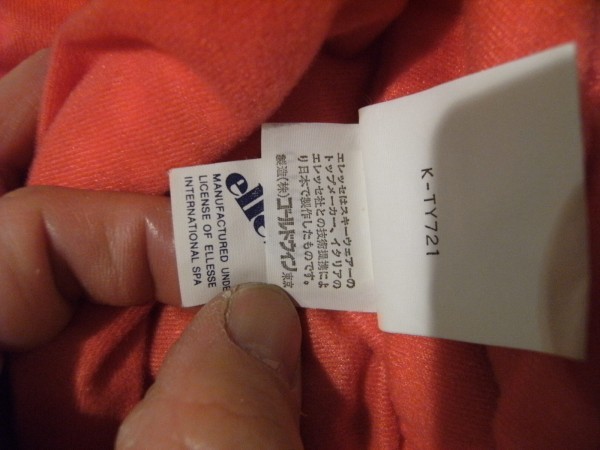 elle
MANUFACTURED UNDE
LICENSE OF ELLESSE
INTERNATIONAL SPA
エレッセはスキーウェアーの
トップメーカー、イタリアの
エレッセ社との技術提携によ
り日本で製作したものです。
製造(株)ゴールドウイン東京
K-TY721